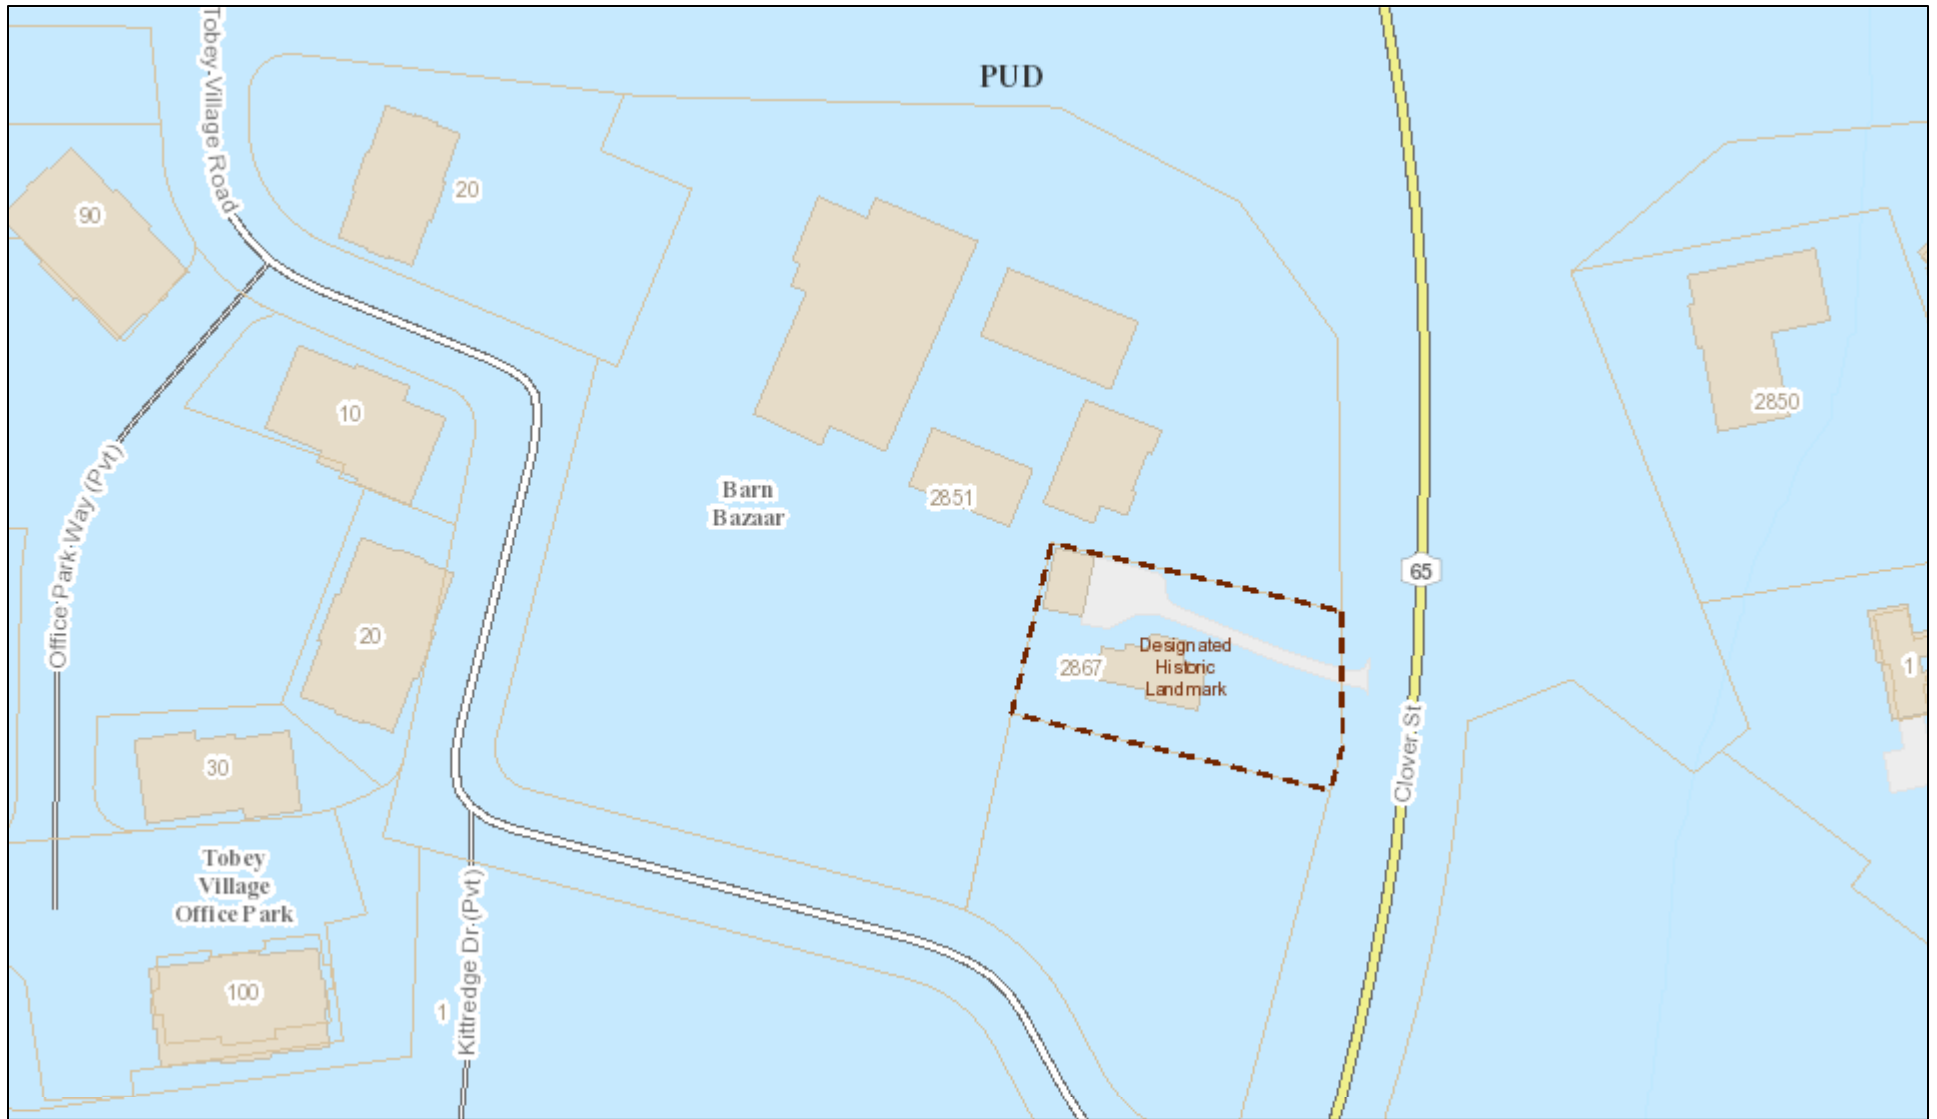 PUD
Tobey Village Road
20
90
10
2850
Barn
Bazaar
2851
65
Office Park Way (Pvt)
20
Designated
Historic
Landmark
2867
1
Clover St
30
Tobey
Village
Office Park
100
1
Kittredge Dr (Pvt)